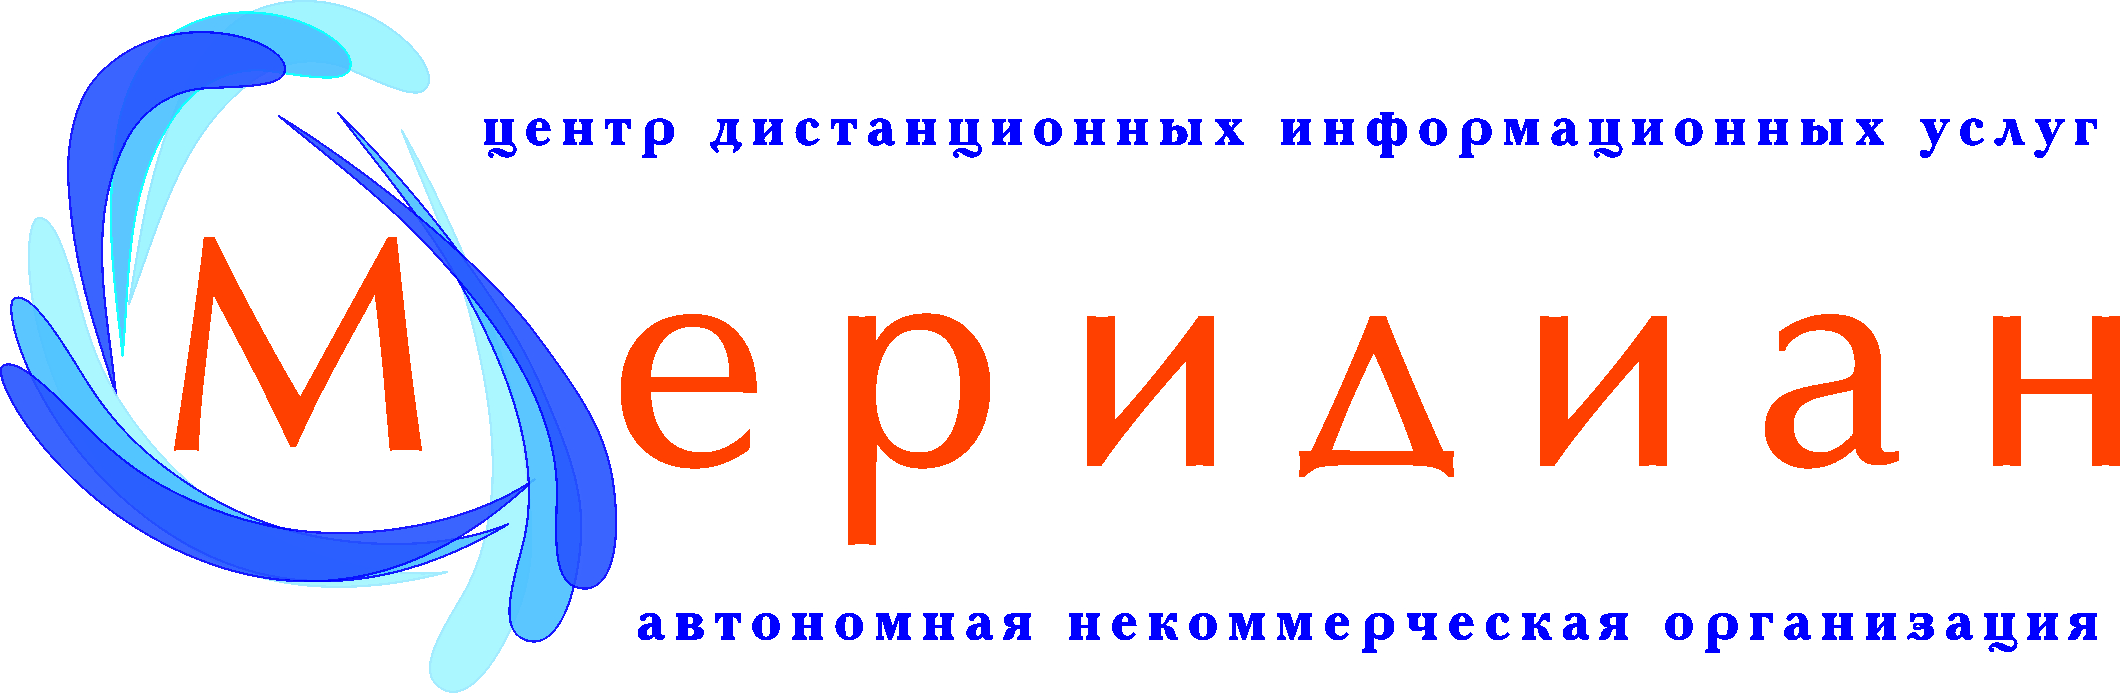 центр дистанционных информационных услуг
Меридиан
автономная некоммерческая организация